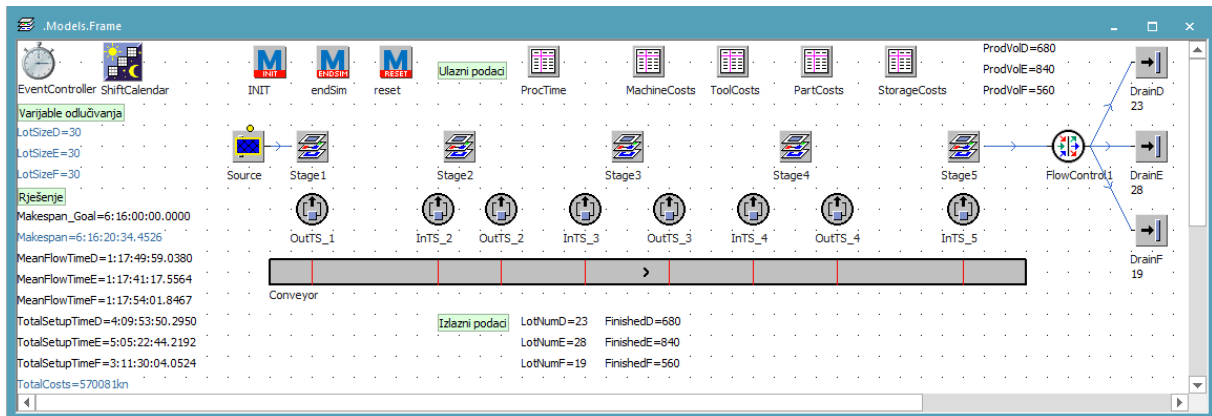 .Models.Frame
EventController ShiftCalendar
M
INIT
INIT
M
ENDSIM
endSim
M
RESET
reset
Ulazni podaci
ProcTime
MachineCosts
ToolCosts
PartCosts
StorageCosts
ProdVolD=680
ProdVolE=840
ProdVolF=560
DrainD
23
Varijable odlučivanja
LotSizeD=30
LotSizeE=30
LotSizeF=30
Source
Stage1
Stage2
Stage3
Stage4
Stage5
FlowControl1
DrainE
28
Rješenje
Makespan_Goal=6:16:00:00.0000
Makespan=6:16:20:34.4526
MeanFlowTimeD=1:17:49:59.0380
MeanFlowTimeE=1:17:41:17.5564
MeanFlowTimeF=1:17:54:01.8467
TotalSetupTimeD=4:09:53:50.2950
TotalSetupTimeE=5:05:22:44.2192
TotalSetupTimeF=3:11:30:04.0524
TotalCosts=570081kn
OutTS_1
InTS_2
OutTS_2
InTS_3
OutTS_3
InTS_4
OutTS_4
InTS_5
DrainF
19
Conveyor
Izlazni podaci
LotNumD=23
FinishedD=680
LotNumE=28
FinishedE=840
LotNumF=19
FinishedF=560